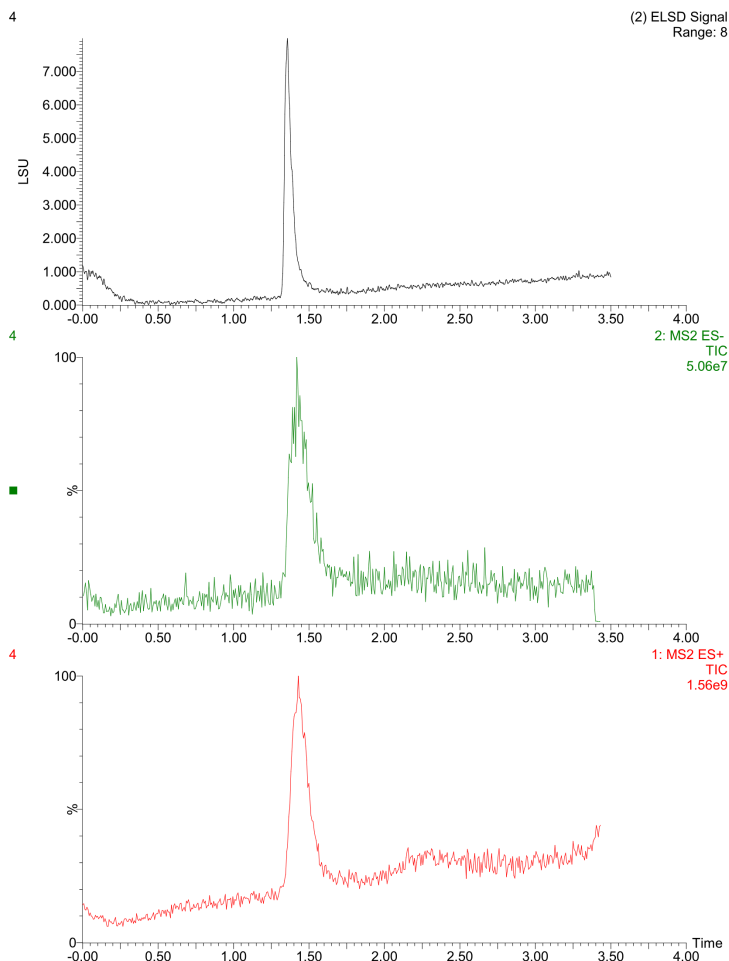 4
(2) ELSD Signal
Range: 8
7.000
6.000
5.000
4.000
3.000
2.000
1.000
0.000
LSU
-0.00 0.50 1.00 1.50 2.00 2.50 3.00 3.50 4.00
4
2: MS2 ES-
TIC
5.06e7
100
%
0
-0.00 0.50 1.00 1.50 2.00 2.50 3.00 3.50 4.00
4
1: MS2 ES+
TIC
1.56e9
100
%
0
Time
-0.00 0.50 1.00 1.50 2.00 2.50 3.00 3.50 4.00